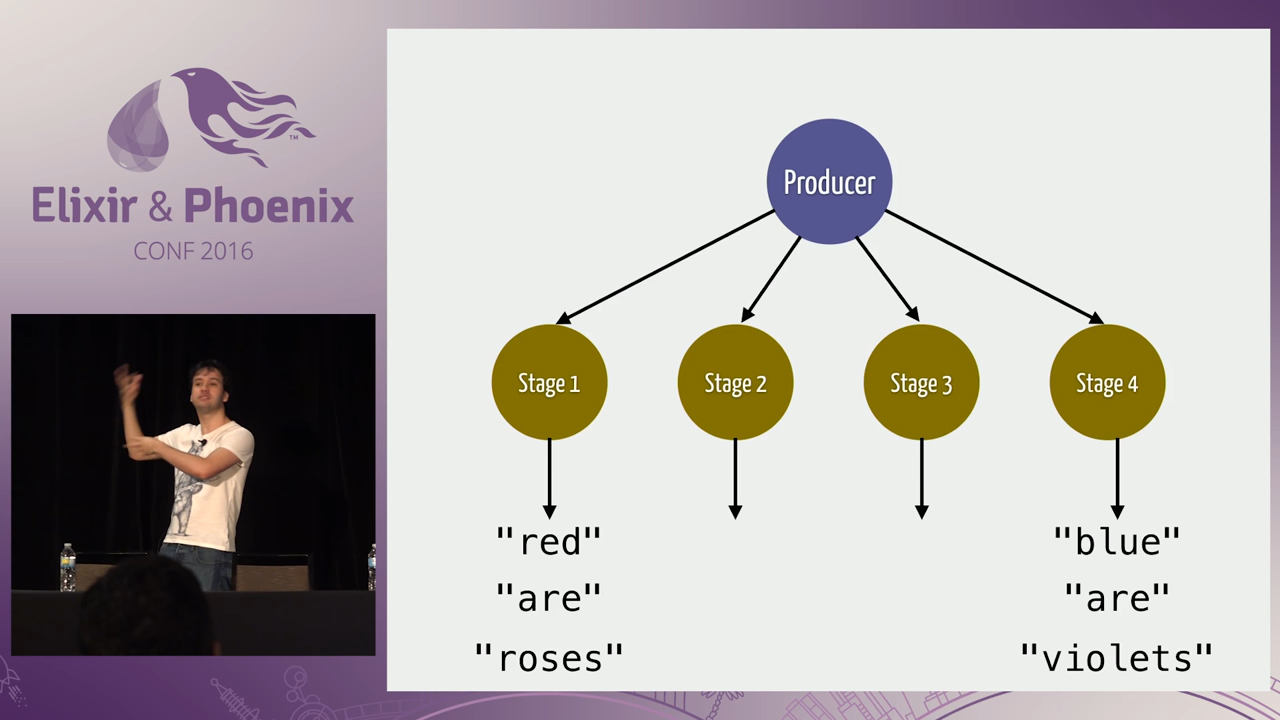 Elixir & Phoenix
TM
CONF 2016
Producer
Stage 1
Stage 2
Stage 3
Stage 4
"red"
"blue"
"are"
"are"
"roses"
"violets"